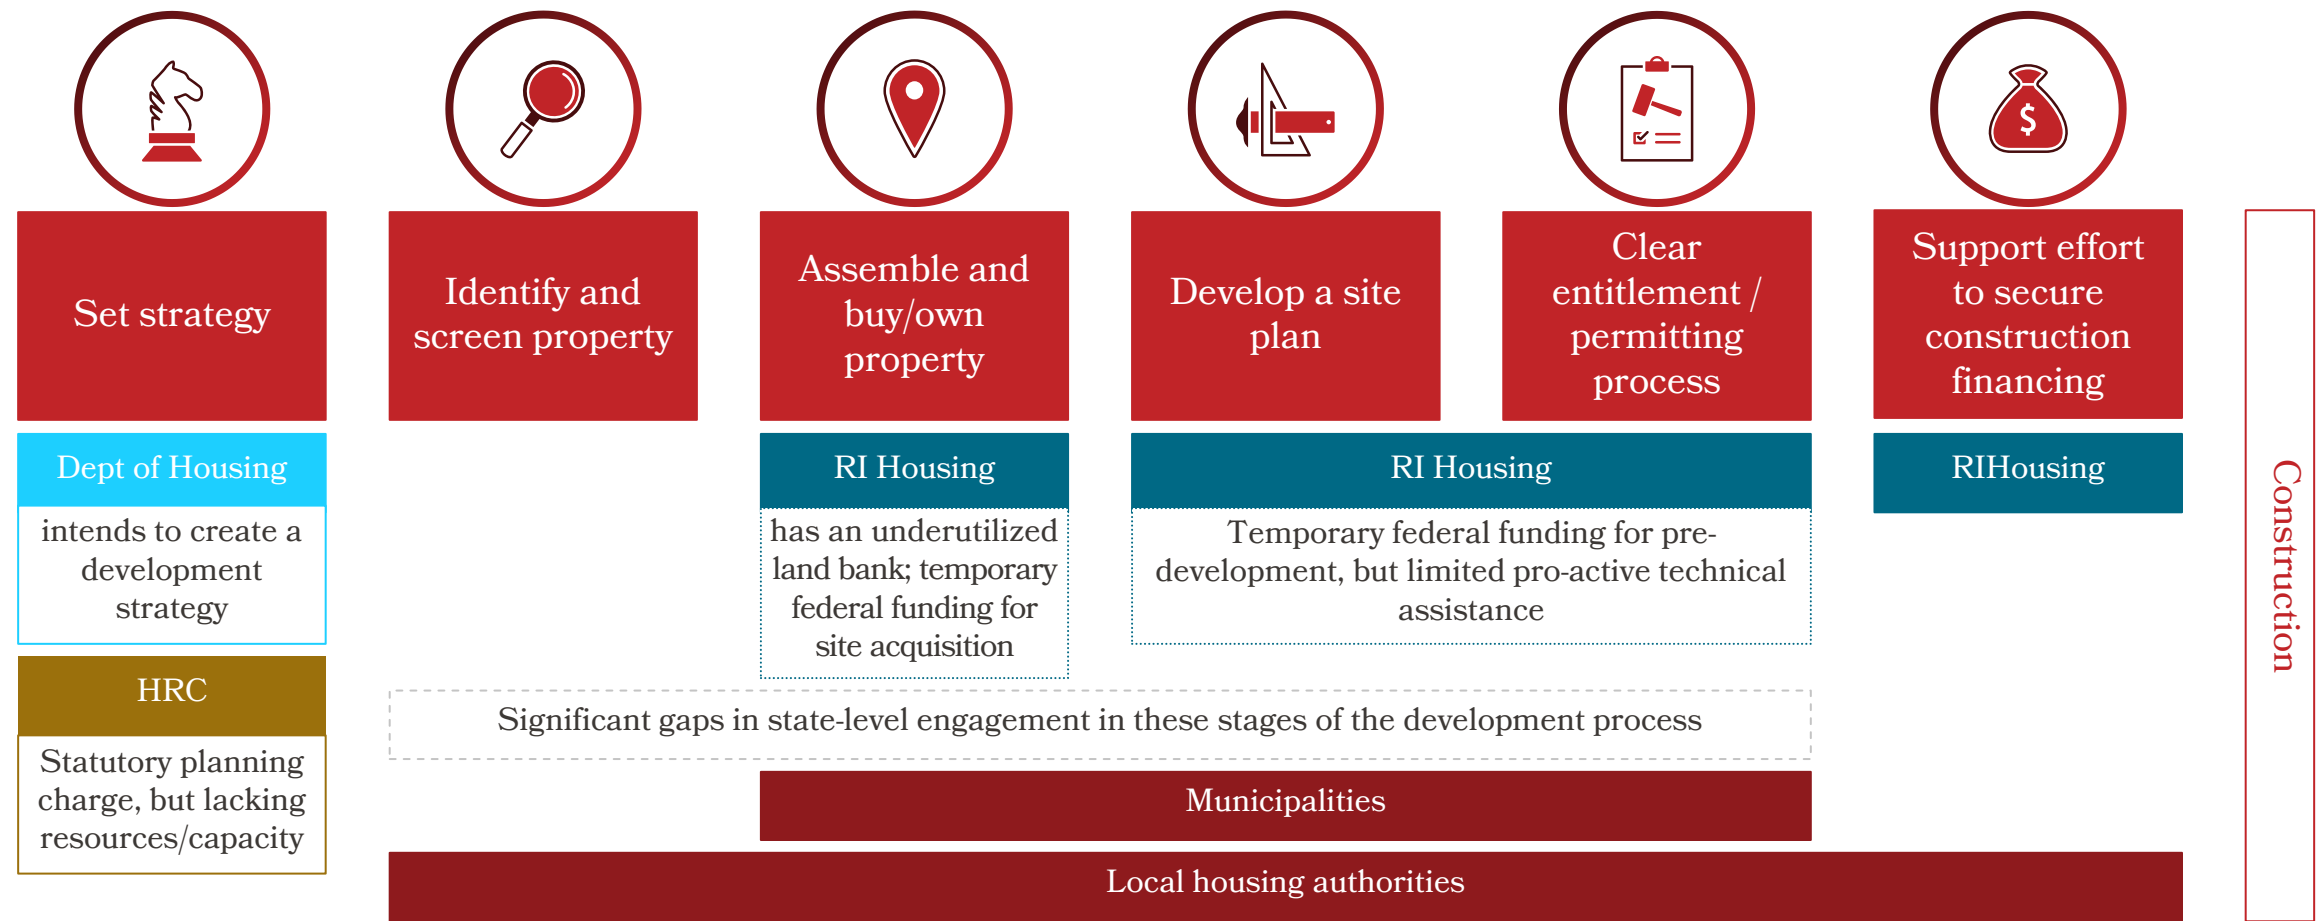 Set strategy
Identify and
screen property
Assemble and
buy/own
property
Develop a site
plan
Clear
entitlement /
permitting
process
Support effort
to secure
construction
financing
Dept of Housing
intends to create a
development
strategy
HRC
Statutory planning
charge, but lacking
resources/capacity
RI Housing
has an underutilized
land bank; temporary
federal funding for
site acquisition
RI Housing
Temporary federal funding for pre-
development, but limited pro-active technical
assistance
RIHousing
$
Significant gaps in state-level engagement in these stages of the development process
Municipalities
Local housing authorities
Construction